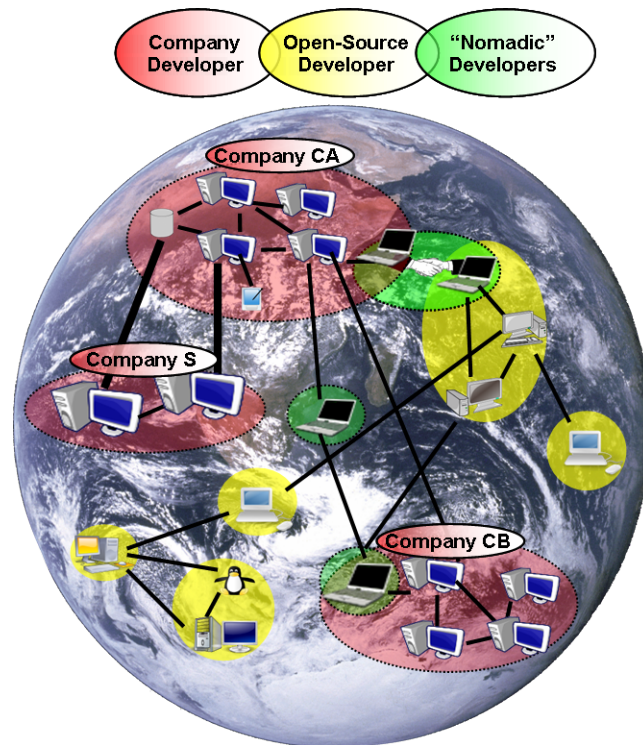 Company
Developer
Open-Source
Developer
“Nomadic”
Developers
Company CA
Company S
Company CB